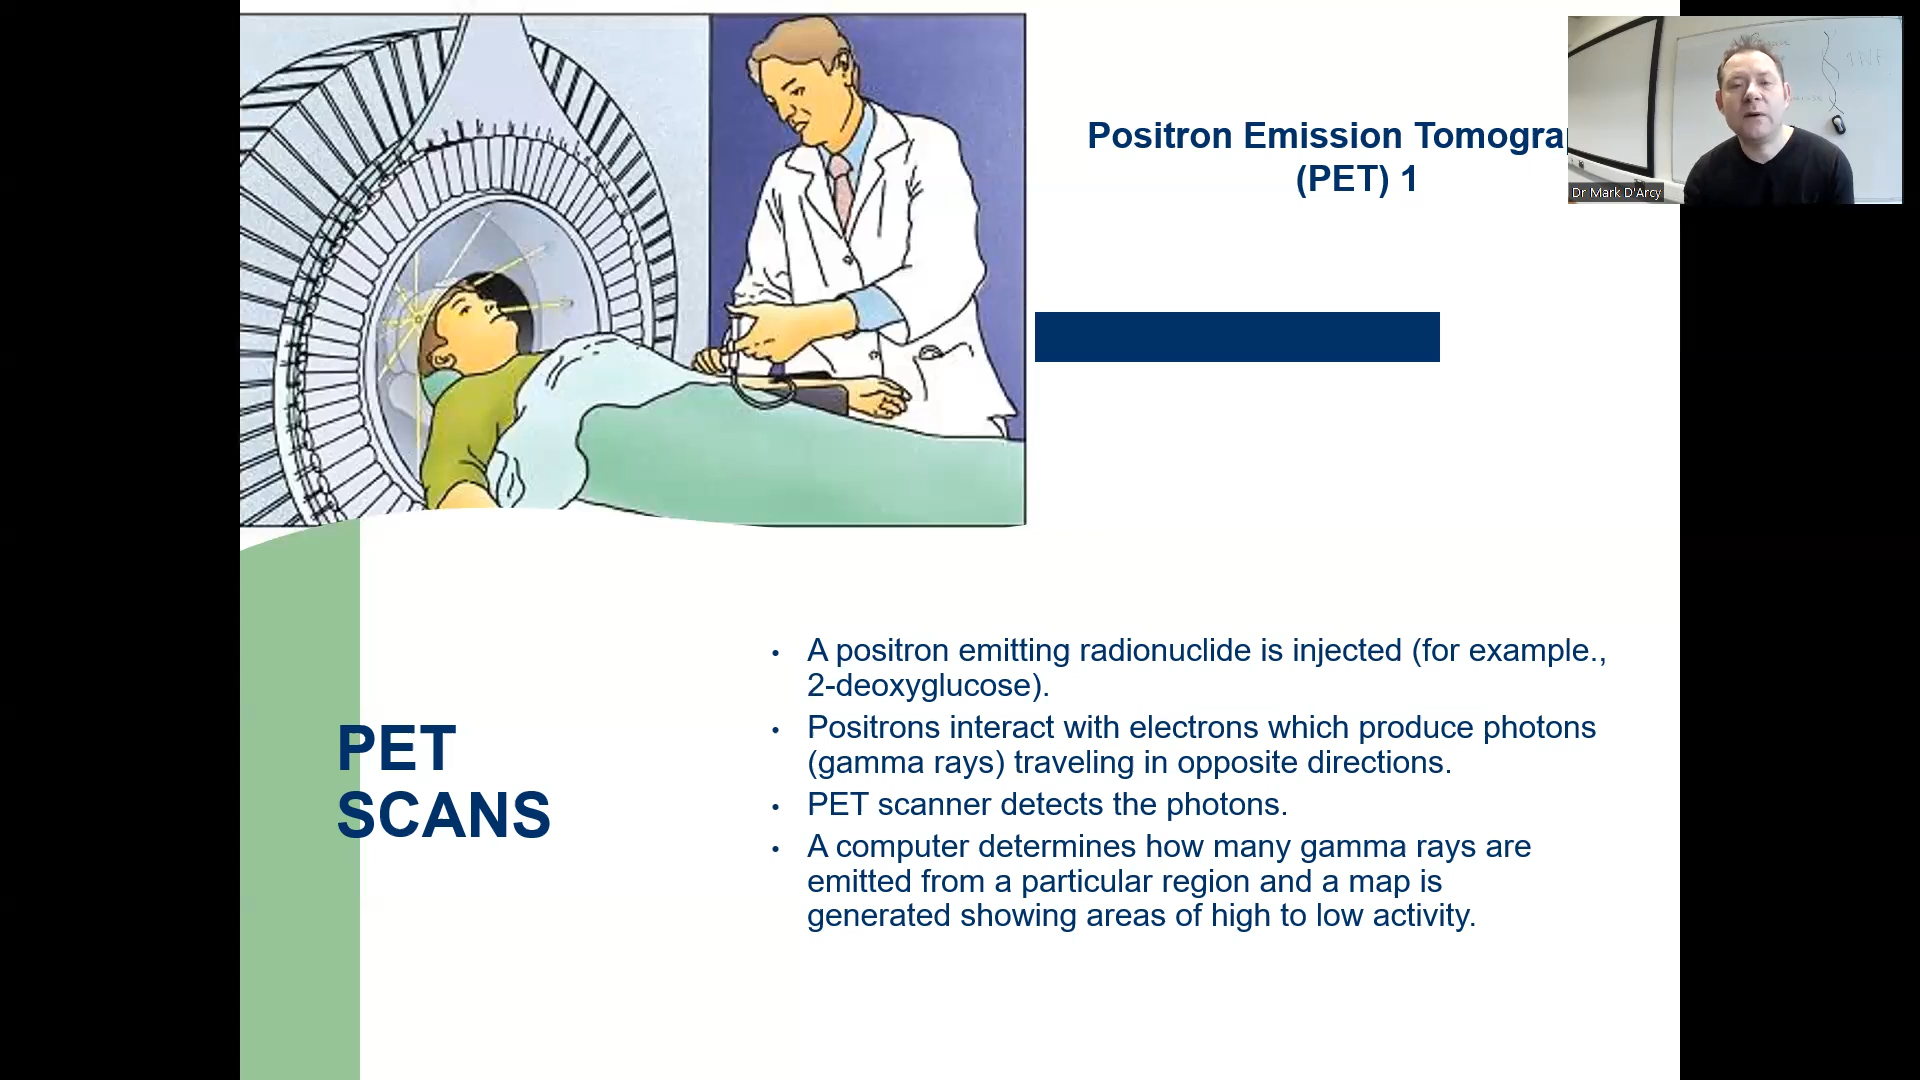 Positron Emission Tomogra
(PET) 1
Dr Mark D'Arcy
PET
SCANS
• A positron emitting radionuclide is injected (for example.,
2-deoxyglucose).
• Positrons interact with electrons which produce photons
(gamma rays) traveling in opposite directions.
• PET scanner detects the photons.
• A computer determines how many gamma rays are
emitted from a particular region and a map is
generated showing areas of high to low activity.